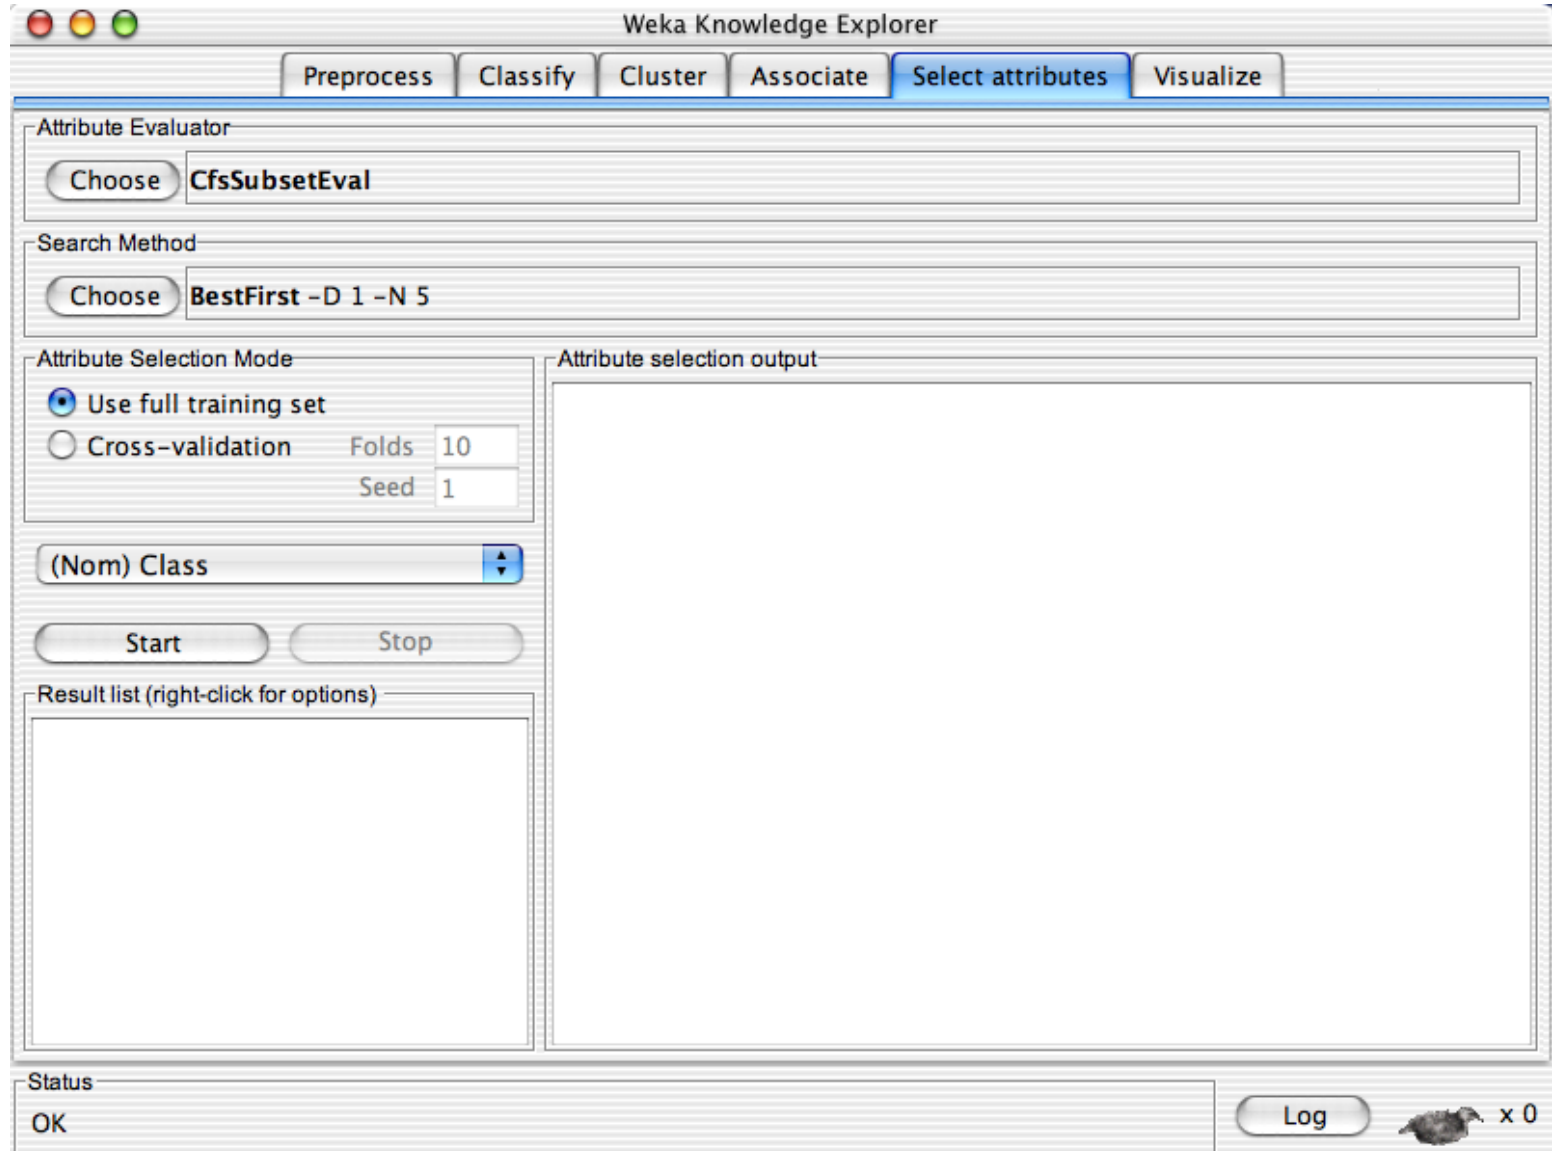 Weka Knowledge Explorer
Preprocess Classify Cluster Associate Select attributes Visualize
Attribute Evaluator
Choose CfsSubsetEval
Search Method
Choose BestFirst –D 1 –N 5
Attribute Selection Mode
Use full training set
Cross–validation Folds 10
Seed 1
(Nom) Class
Start Stop
Result list (right-click for options)
Attribute selection output
Status
OK
Log x 0